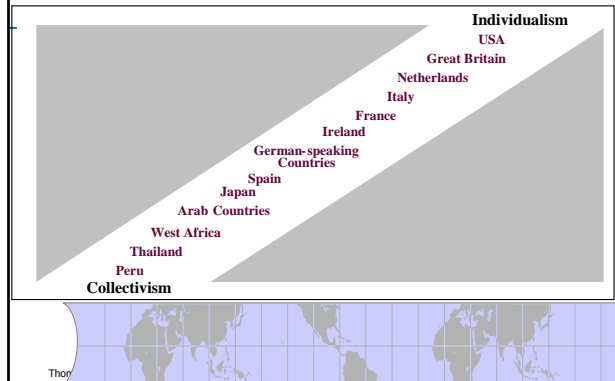 Individualism
USA
Great Britain
Netherlands
Italy
France
Ireland
German-speaking
Countries
Spain
Japan
Arab Countries
West Africa
Thailand
Peru
Collectivism